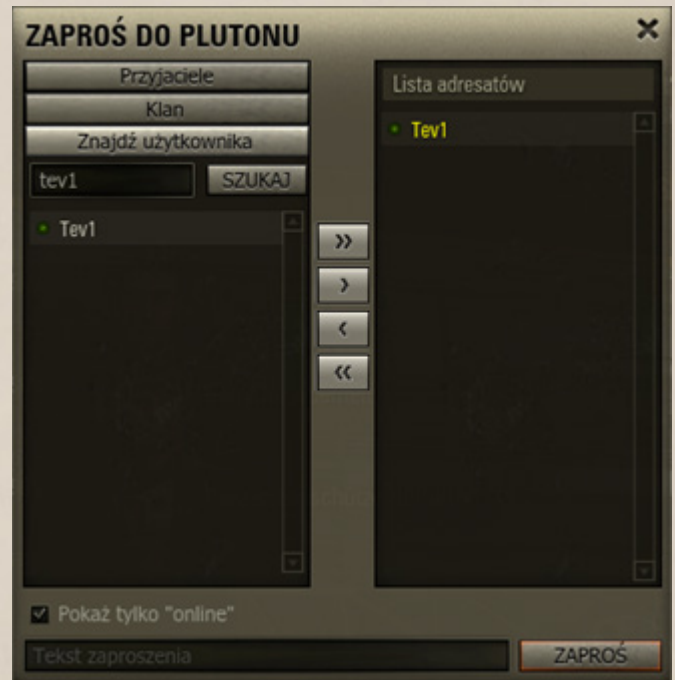 ZAPROŚ DO PLUTONU
Przyjaciele
Klan
Znajdź użytkownika
tev1
SZUKAJ
Tev1
Lista adresatów
Tev1
Pokaż tylko "online"
Tekst zaproszenia
ZAPROŚ